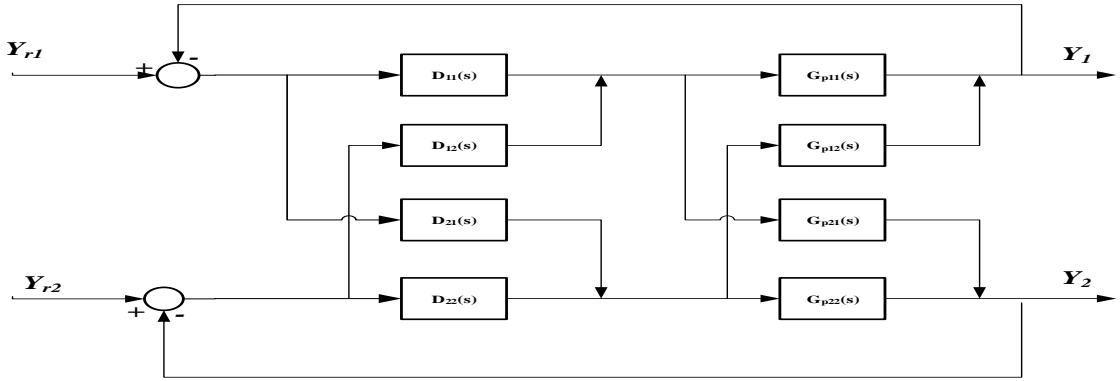 Yr1
+
-
D11(s)
Gp11(s)
Y1
D12(s)
Gp12(s)
D21(s)
Gp21(s)
Yr2
+
-
D22(s)
Gp22(s)
Y2